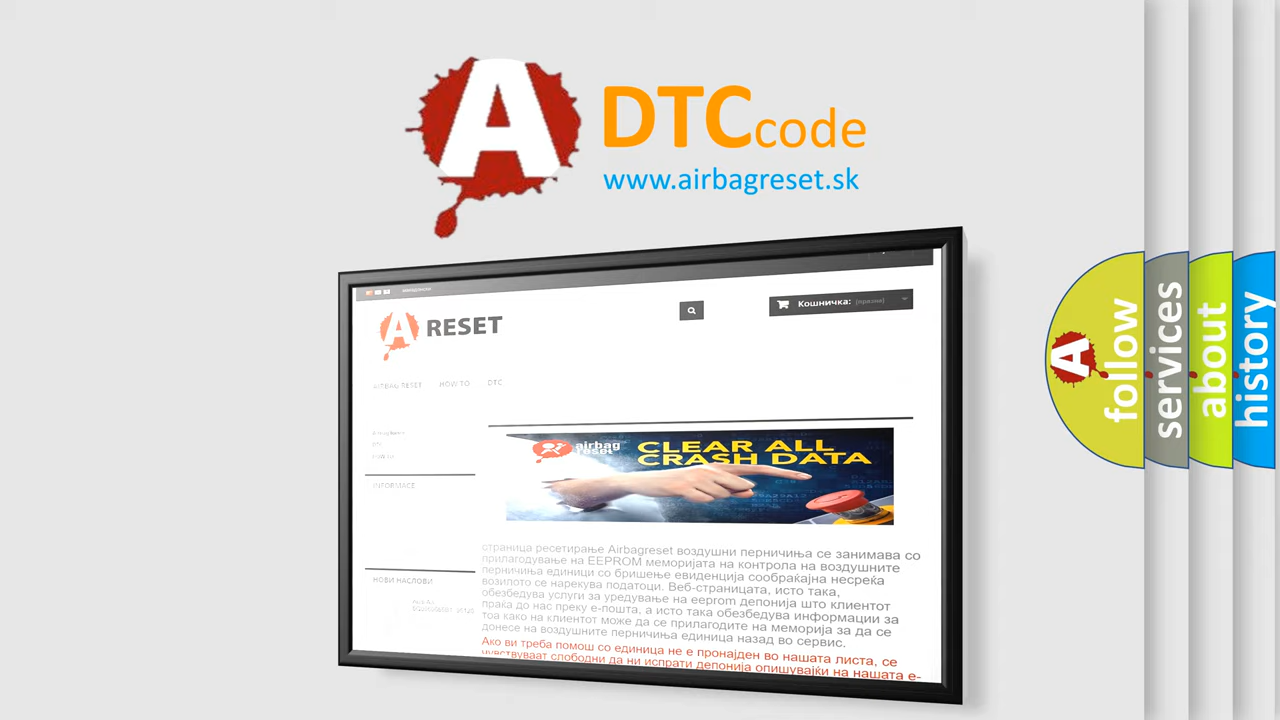 A
DTC code
www.airbagreset.sk
Кошничка: (празни)
A RESET
AIRBAG RESET HOW TO DTC
airbag
reset
CLEAR ALL
CRASH DATA
INFORMACE
страница ресетирање Airbagreset воздушни перничиња се занимава со
прилагодување на EEPROM меморијата на контрола на воздушните
перничиња единици со бришење евиденција сообраќајна несреќа
возилото се нарекува податоци. Веб-страницата, исто така,
обезбедува услуги за уредување на eeprom депонија што клиентот
праќа до нас преку е-пошта, а исто така обезбедува информации за
тоа како на клиентот може да се прилагодите на меморија за да се
донесе на воздушните перничиња единица назад во сервис.
НОВИ НАСЛОВИ
Ако ви треба помош со единица не е пронајден во нашата листа, се
чувствуваат слободни да ни испрати депонија опишувајќи на нашата е-
A
follow
services
about
history